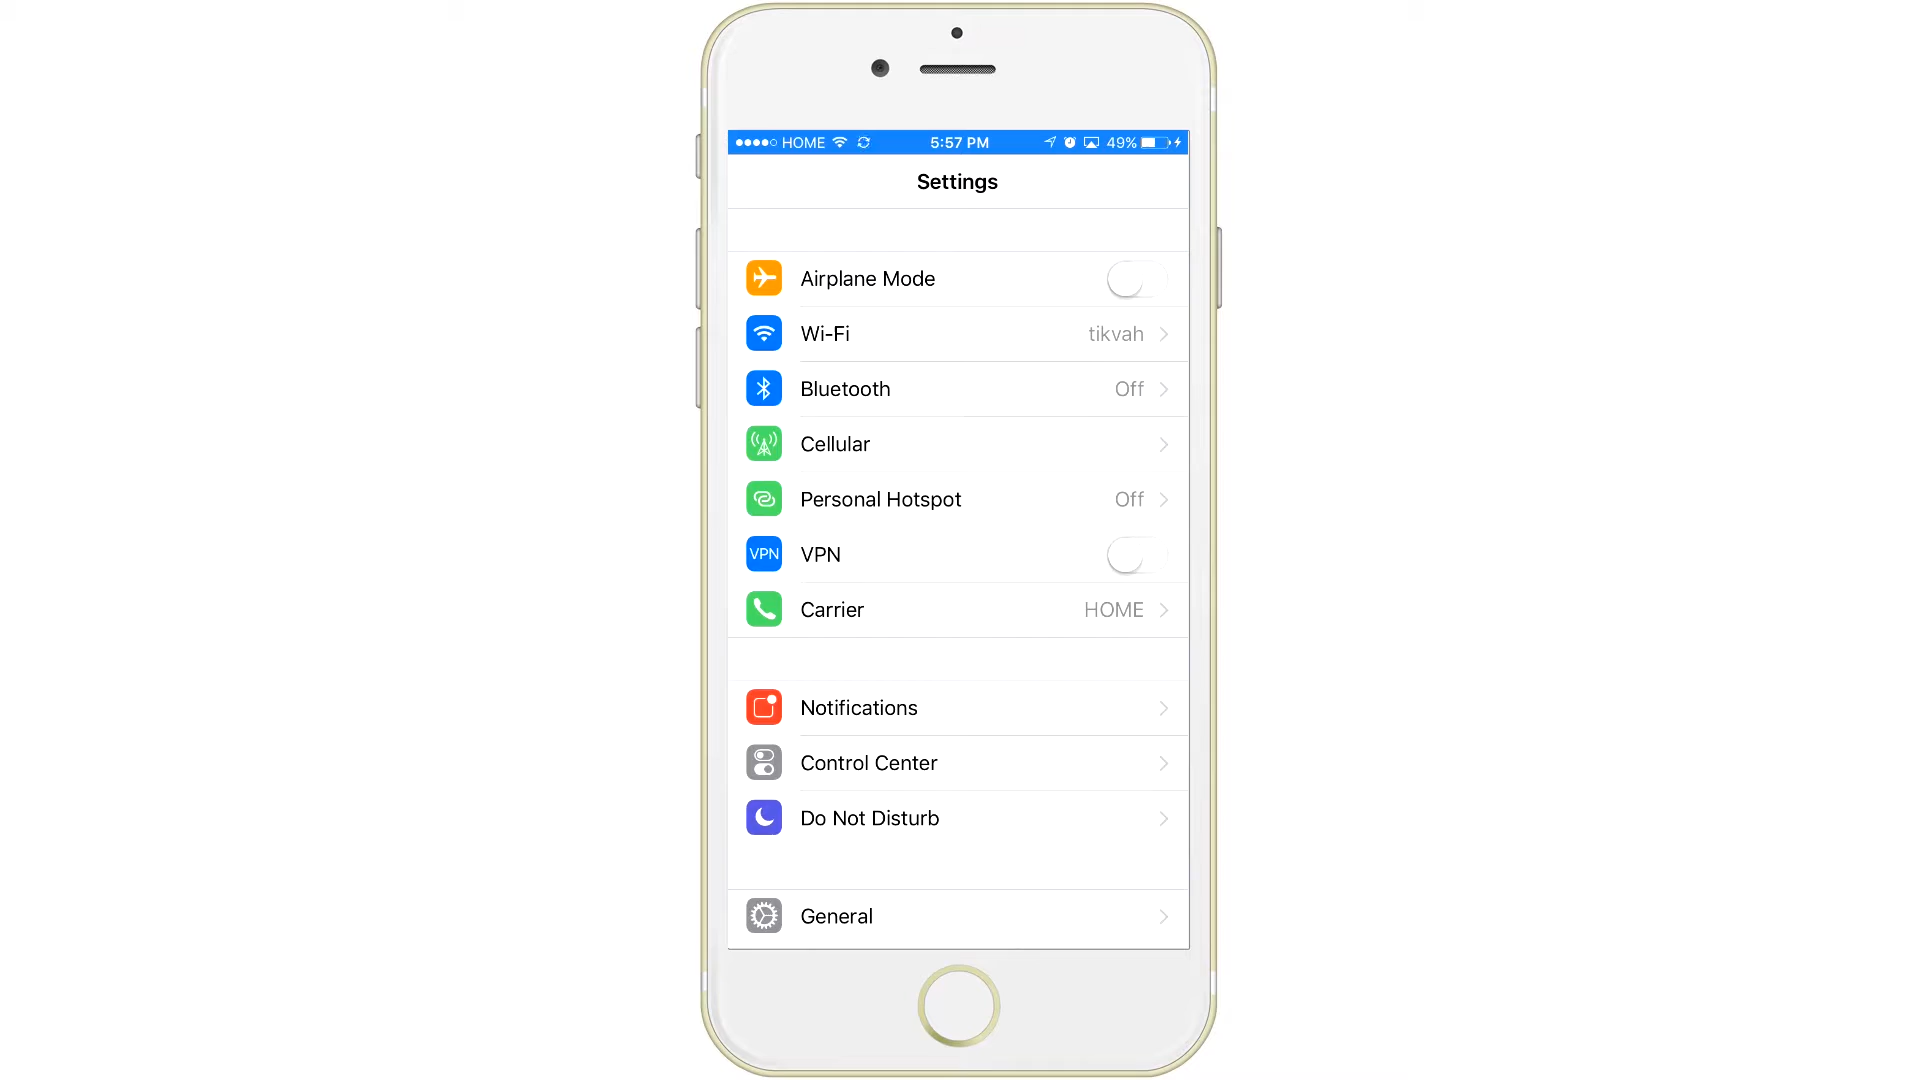 HOME 5:57 PM 49%
Settings
Airplane Mode
Wi-Fi tikvah
Bluetooth Off
Cellular
Personal Hotspot Off
VPN VPN
Carrier HOME
Notifications
Control Center
Do Not Disturb
General